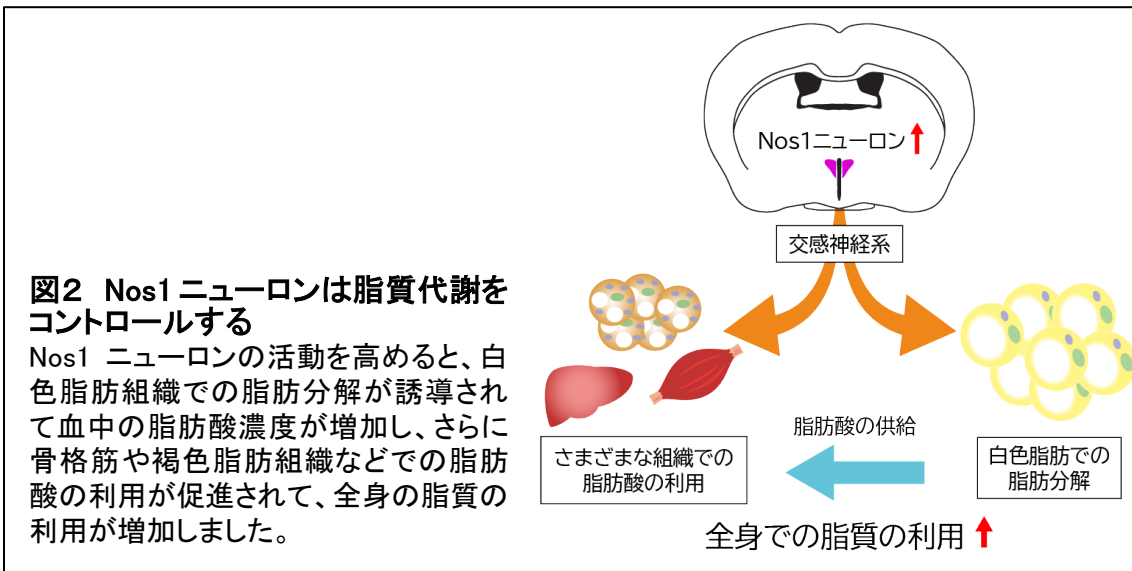 Nos1ニューロン
交感神経系
図2 Nos1ニューロンは脂質代謝を
コントロールする
Nos1 ニューロンの活動を高めると、白
色脂肪組織での脂肪分解が誘導され
て血中の脂肪酸濃度が増加し、さらに
骨格筋や褐色脂肪組織などでの脂肪
酸の利用が促進されて、全身の脂質の
利用が増加しました。
脂肪酸の供給
さまざまな組織での
脂肪酸の利用
白色脂肪での
脂肪分解
全身での脂質の利用